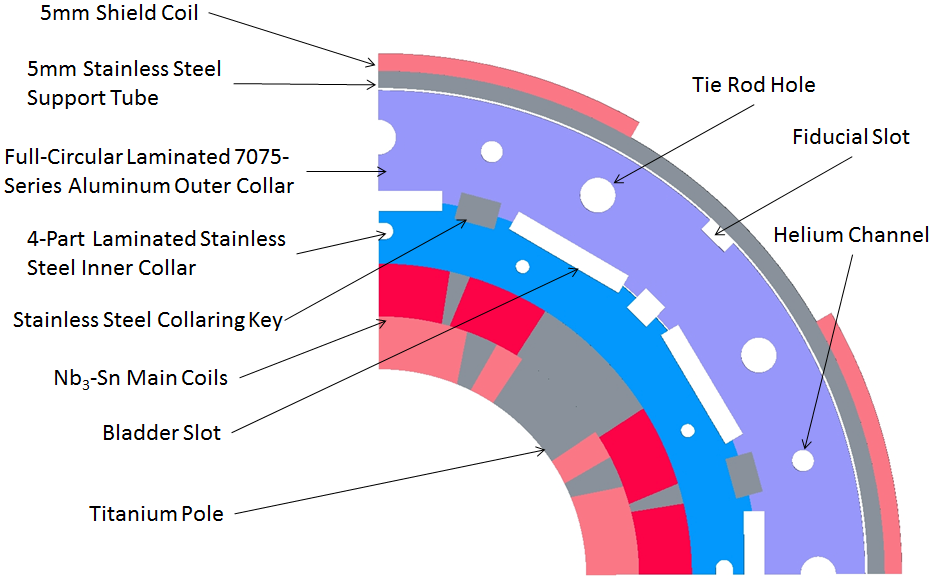 5mm Shield Coil
5mm Stainless Steel
Support Tube
Full-Circular Laminated 7075-
Series Aluminum Outer Collar
4-Part Laminated Stainless
Steel Inner Collar
Stainless Steel Collaring Key
Nb₃-Sn Main Coils
Bladder Slot
Titanium Pole
Tie Rod Hole
Fiducial Slot
Helium Channel